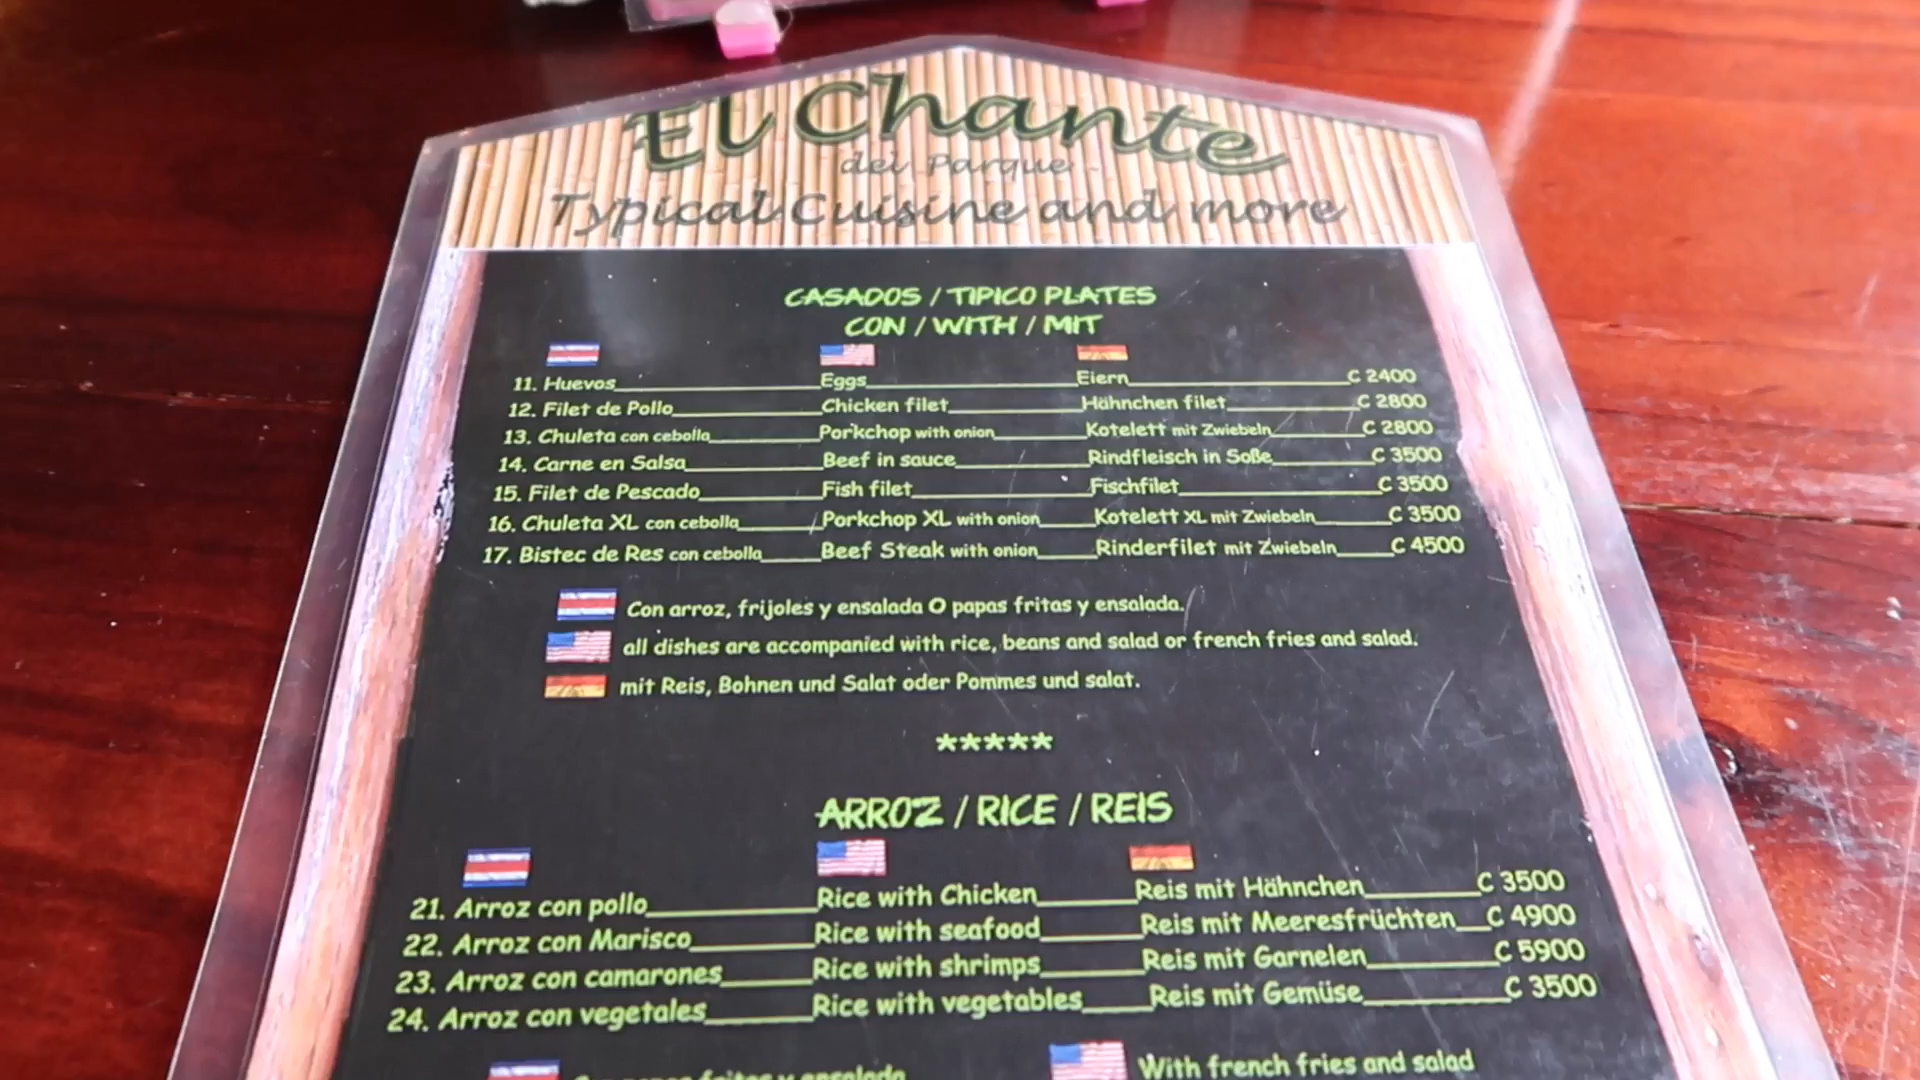 El Chante
del Parque
Typical Cuisine and more
CASADOS / TIPICO PLATES
CON / WITH / MIT
11. Huevos Eggs Eiern C 2400
12. Filet de Pollo Chicken filet Hähnchen filet C 2800
13. Chuleta con cebolla Porkchop with onion Kotelett mit Zwiebeln C 2800
14. Carne en Salsa Beef in sauce Rindfleisch in Soße C 3500
15. Filet de Pescado Fish filet Fischfilet C 3500
16. Chuleta XL con cebolla Porkchop XL with onion Kotelett XL mit Zwiebeln C 3500
17. Bistec de Res con cebolla Beef Steak with onion Rinderfilet mit Zwiebeln C 4500
Con arroz, frijoles y ensalada O papas fritas y ensalada.
all dishes are accompanied with rice, beans and salad or french fries and salad.
mit Reis, Bohnen und Salat oder Pommes und salat.
*****
ARROZ / RICE / REIS
21. Arroz con pollo Rice with Chicken Reis mit Hähnchen C 3500
22. Arroz con Marisco Rice with seafood Reis mit Meeresfrüchten C 4900
23. Arroz con camarones Rice with shrimps Reis mit Garnelen C 5900
24. Arroz con vegetales Rice with vegetables Reis mit Gemüse C 3500
papas fritas y ensalada With french fries and salad